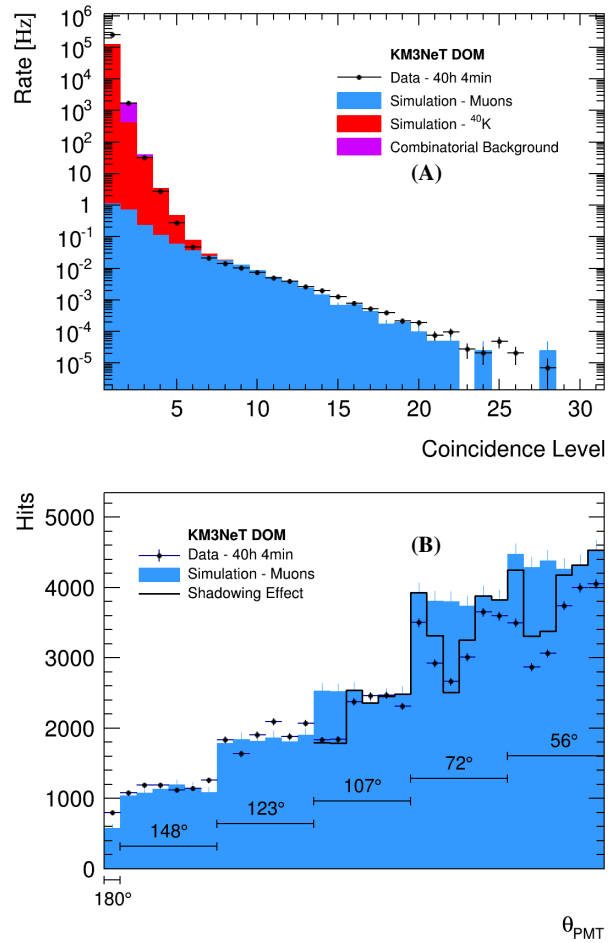 Rate [Hz]
10^6
10^5
10^4
10^3
10^2
10
1
10^-1
10^-2
10^-3
10^-4
10^-5
KM3NeT DOM
Data - 40h 4min
Simulation - Muons
Simulation - ^40K
Combinatorial Background
(A)
5 10 15 20 25 30
Coincidence Level
Hits
5000
4000
3000
2000
1000
0
KM3NeT DOM
Data - 40h 4min
Simulation - Muons
Shadowing Effect
(B)
56°
72°
107°
123°
148°
180°
θ_PMT